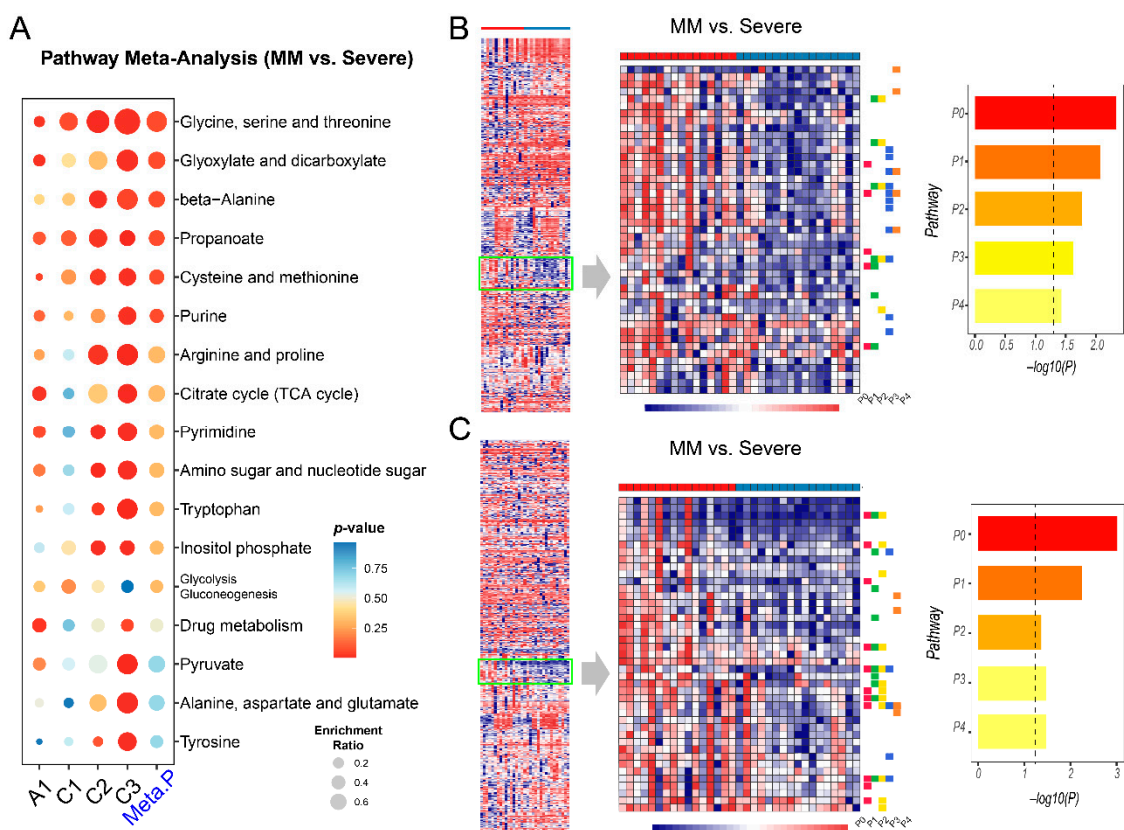 A
Pathway Meta-Analysis (MM vs. Severe)
Glycine, serine and threonine
Glyoxylate and dicarboxylate
beta-Alanine
Propanoate
Cysteine and methionine
Purine
Arginine and proline
Citrate cycle (TCA cycle)
Pyrimidine
Amino sugar and nucleotide sugar
Tryptophan
Inositol phosphate
Glycolysis
Gluconeogenesis
Drug metabolism
Pyruvate
Alanine, aspartate and glutamate
Tyrosine
A1 C1 C2 C3 Meta.P
p-value
0.75
0.50
0.25
Enrichment
Ratio
0.2
0.4
0.6
B
MM vs. Severe
P0 P1 P2 P3 P4
Pathway
P0
P1
P2
P3
P4
0.0 0.5 1.0 1.5 2.0
-log10(P)
C
MM vs. Severe
P0 P1 P2 P3 P4
Pathway
P0
P1
P2
P3
P4
0 1 2 3
-log10(P)